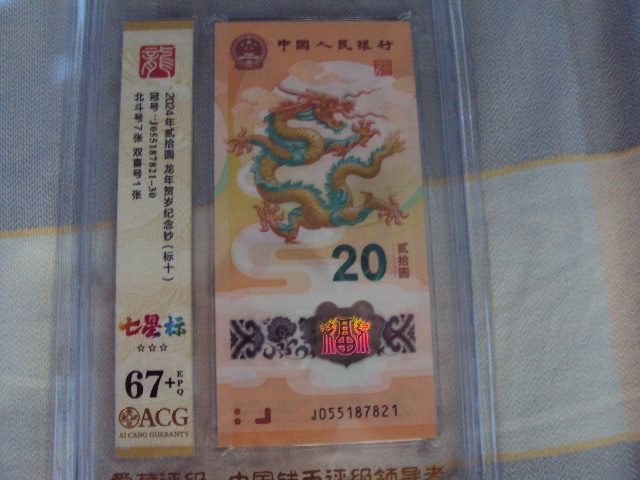 龍
2024年贰拾圆 龙年贺岁纪念钞（标十）
冠号：J055187821-30
北斗号7张 双喜号1张
七星标
67+
EPQ
ACG
AI CANG GUARANTY
中国人民银行
20
贰拾圆
福
J055187821
爱藏评级 中国钱币评级领导者